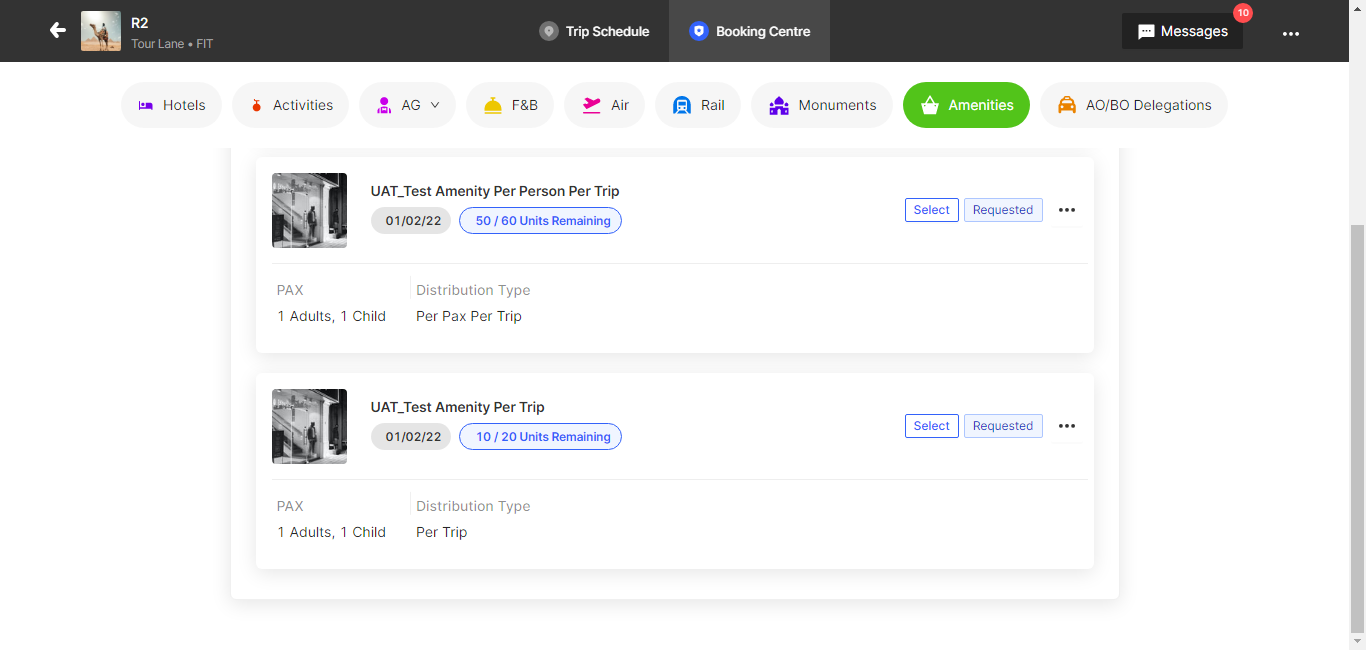 R2
Tour Lane • FIT
Trip Schedule
Booking Centre
Messages
10
Hotels
Activities
AG
F&B
Air
Rail
Monuments
Amenities
AO/BO Delegations
UAT_Test Amenity Per Person Per Trip
01/02/22
50 / 60 Units Remaining
Select
Requested
PAX
Distribution Type
1 Adults, 1 Child
Per Pax Per Trip
UAT_Test Amenity Per Trip
01/02/22
10 / 20 Units Remaining
Select
Requested
PAX
Distribution Type
1 Adults, 1 Child
Per Trip